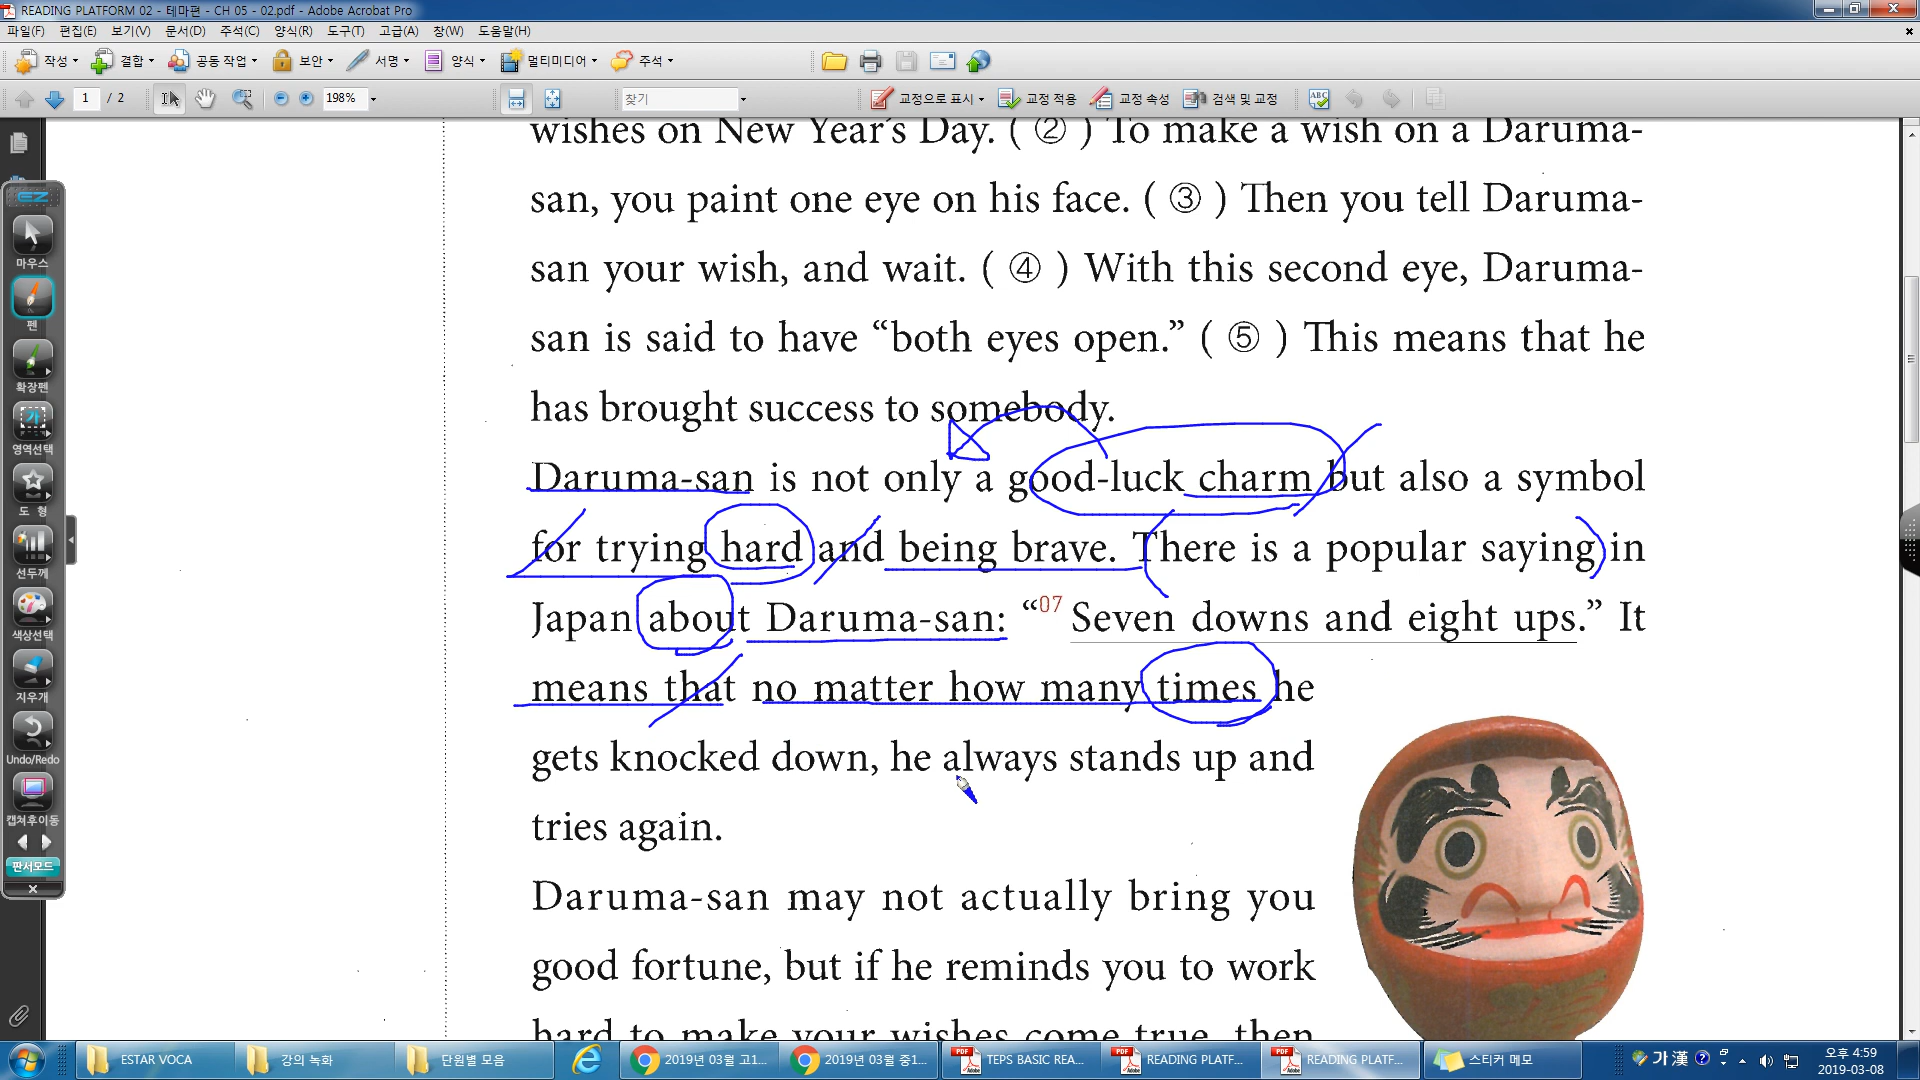 READING PLATFORM 02 - 테마편 - CH 05 - 02.pdf - Adobe Acrobat Pro
파일(F) 편집(E) 보기(V) 문서(D) 주석(C) 양식(R) 도구(T) 고급(A) 창(W) 도움말(H)
작성 결합 공동 작업 보안 서명 양식 멀티미디어 주석
1 / 2 198% 찾기 교정으로 표시 교정 적용 교정 속성 검색 및 교정
wishes on New Year's Day. ( ② ) To make a wish on a Daruma-
san, you paint one eye on his face. ( ③ ) Then you tell Daruma-
san your wish, and wait. ( ④ ) With this second eye, Daruma-
san is said to have “both eyes open.” ( ⑤ ) This means that he
has brought success to somebody.
Daruma-san is not only a good-luck charm but also a symbol
for trying hard and being brave. There is a popular saying in
Japan about Daruma-san: “07 Seven downs and eight ups.” It
means that no matter how many times he
gets knocked down, he always stands up and
tries again.
Daruma-san may not actually bring you
good fortune, but if he reminds you to work
hard to make your wishes come true, then
EZ
마우스
펜
확장펜
가
영역선택
도 형
선두께
색상선택
지우개
Undo/Redo
캡쳐후이동
판서모드
ESTAR VOCA
강의 녹화
단원별 모음
2019년 03월 고1...
2019년 03월 중1...
TEPS BASIC REA...
READING PLATF...
READING PLATF...
스티커 메모
가 漢
오후 4:59
2019-03-08